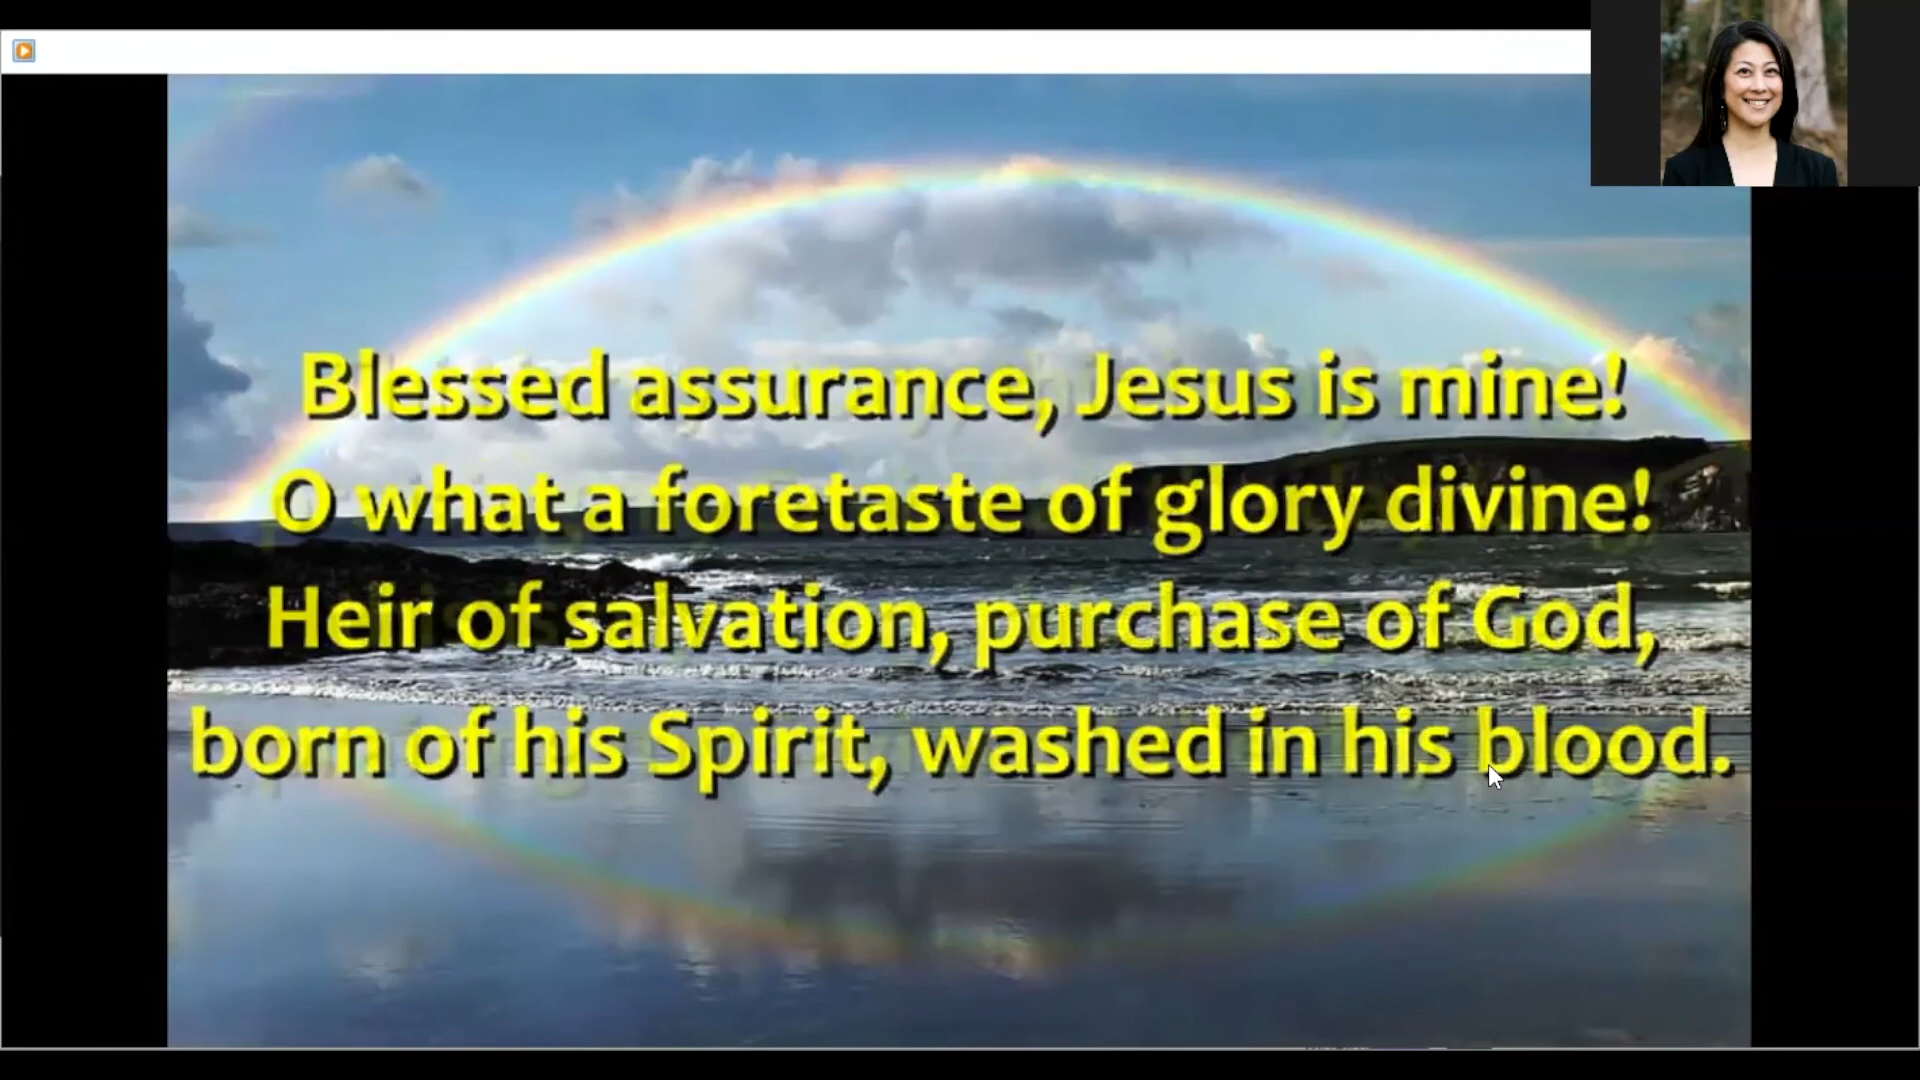 Blessed assurance, Jesus is mine!
O what a foretaste of glory divine!
Heir of salvation, purchase of God,
born of his Spirit, washed in his blood.